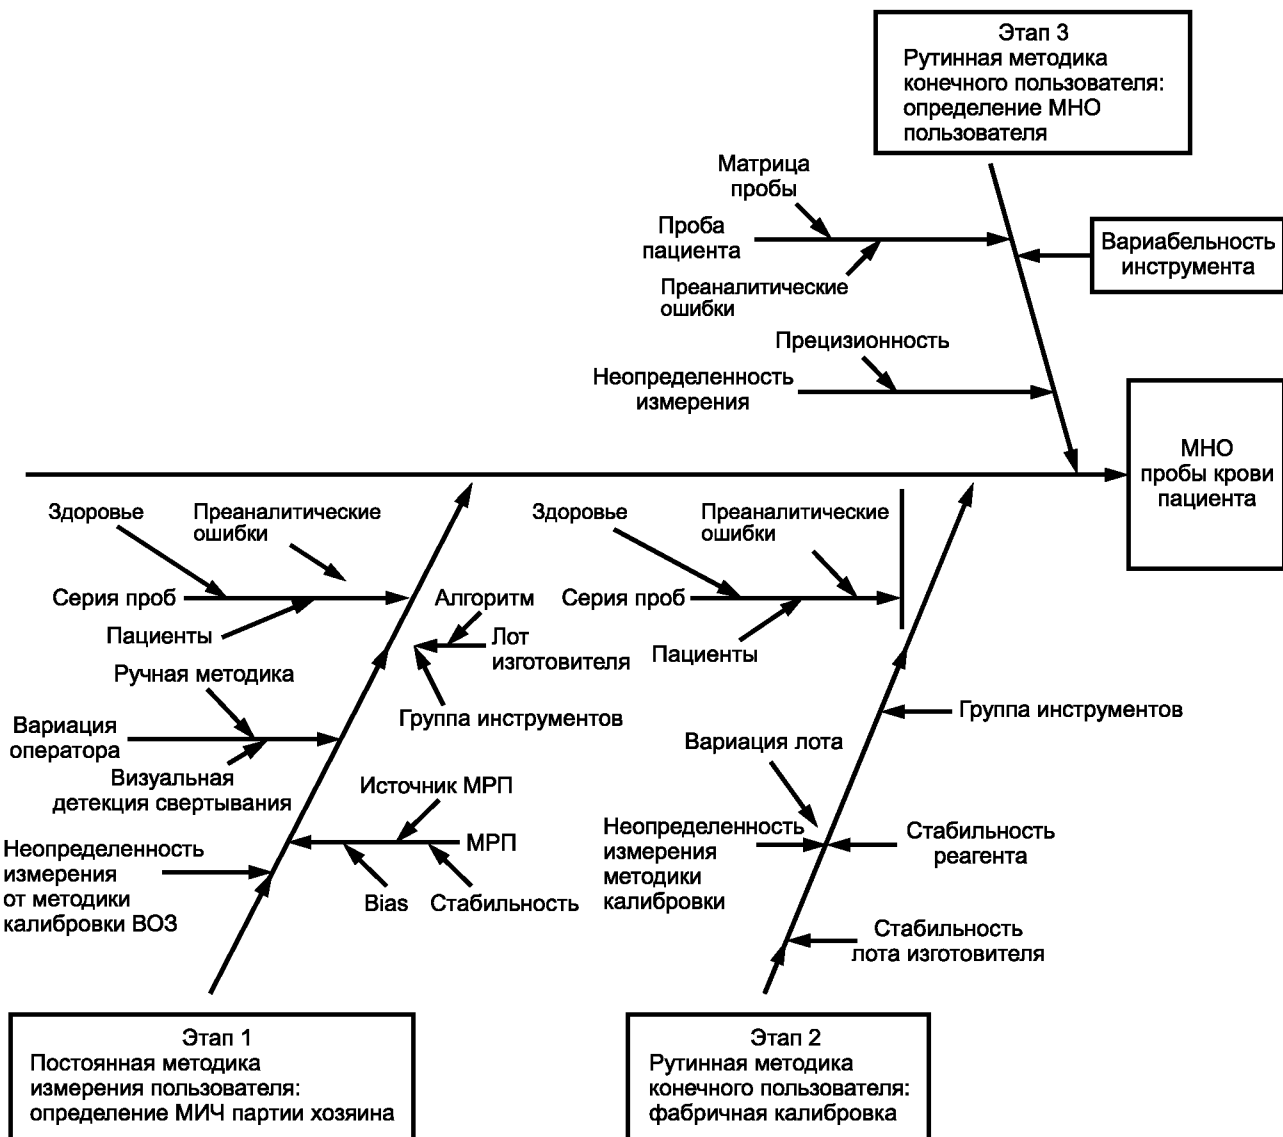 Этап 3
Рутинная методика
конечного пользователя:
определение МНО
пользователя
Матрица
пробы
Проба
пациента
Преаналитические
ошибки
Вариабельность
инструмента
Прецизионность
Неопределенность
измерения
МНО
пробы крови
пациента
Здоровье
Преаналитические
ошибки
Серия проб
Пациенты
Алгоритм
Лот
изготовителя
Группа инструментов
Ручная методика
Вариация
оператора
Визуальная
детекция свертывания
Источник МРП
МРП
Bias
Стабильность
Неопределенность
измерения
от методики
калибровки ВОЗ
Здоровье
Преаналитические
ошибки
Серия проб
Пациенты
Группа инструментов
Вариация лота
Неопределенность
измерения
методики
калибровки
Стабильность
реагента
Стабильность
лота изготовителя
Этап 1
Постоянная методика
измерения пользователя:
определение МИЧ партии хозяина
Этап 2
Рутинная методика
конечного пользователя:
фабричная калибровка